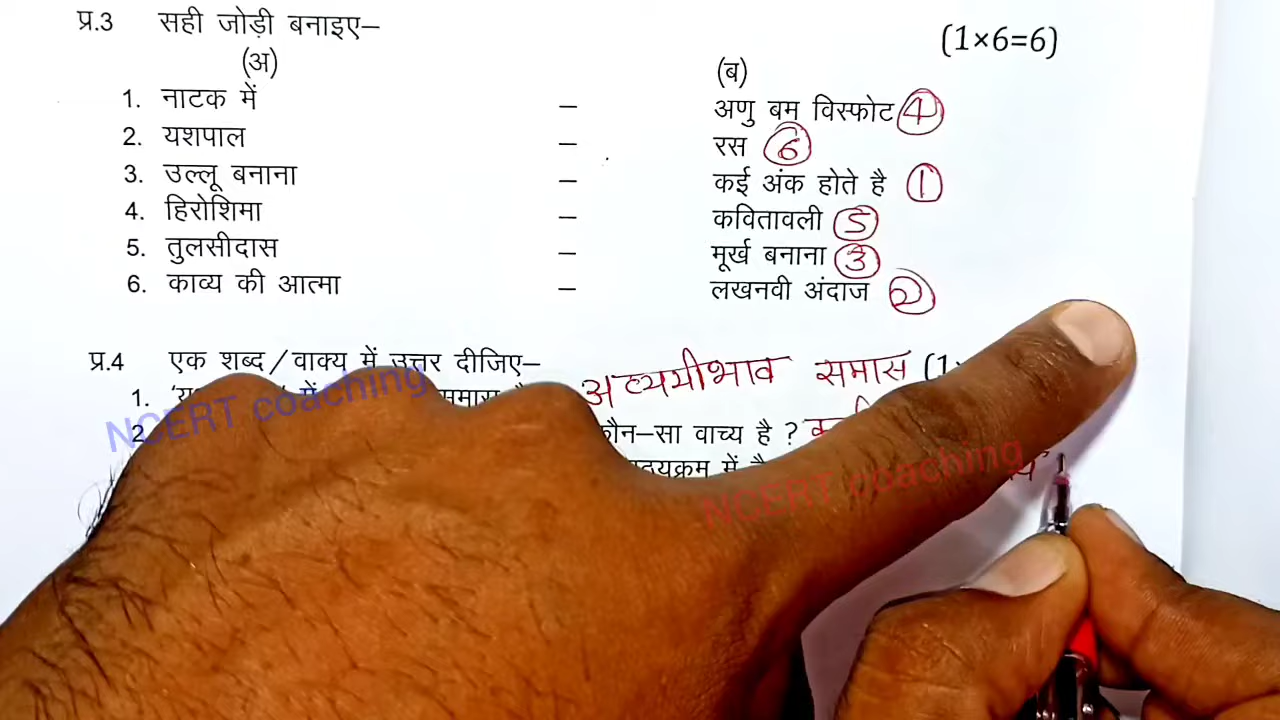 प्र.3 सही जोड़ी बनाइए– (1×6=6)
(अ) (ब)
1. नाटक में – अणु बम विस्फोट 4
2. यशपाल – रस 6
3. उल्लू बनाना – कई अंक होते है 1
4. हिरोशिमा – कवितावली 5
5. तुलसीदास – मूर्ख बनाना 3
6. काव्य की आत्मा – लखनवी अंदाज 2
प्र.4 एक शब्द / वाक्य में उत्तर दीजिए– अव्ययीभाव समास (1×
1. में समास
2 कौन–सा वाच्य है ?
में
NCERT coaching
NCERT coaching